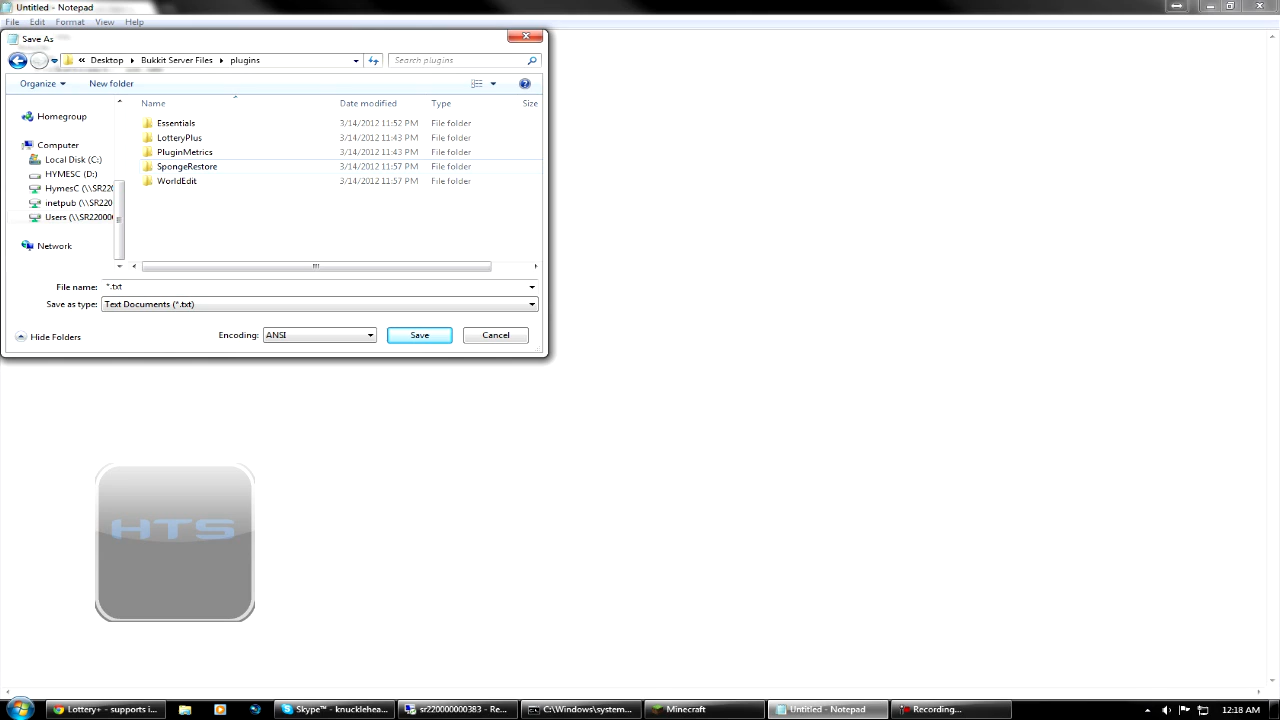 Untitled - Notepad
File Edit Format View Help
Save As
« Desktop Bukkit Server Files plugins Search plugins
Organize New folder
Name Date modified Type Size
Homegroup
Computer
Local Disk (C:)
HYMESC (D:)
HymesC (\\SR220
inetpub (\\SR220
Users (\\SR22000
Network
Essentials 3/14/2012 11:52 PM File folder
LotteryPlus 3/14/2012 11:43 PM File folder
PluginMetrics 3/14/2012 11:43 PM File folder
SpongeRestore 3/14/2012 11:57 PM File folder
WorldEdit 3/14/2012 11:57 PM File folder
File name: *.txt
Save as type: Text Documents (*.txt)
Hide Folders Encoding: ANSI Save Cancel
HTS
Lottery+ - supports i... Skype™ - knucklehea... sr220000000383 - Re... C:\Windows\system... Minecraft Untitled - Notepad Recording... 12:18 AM